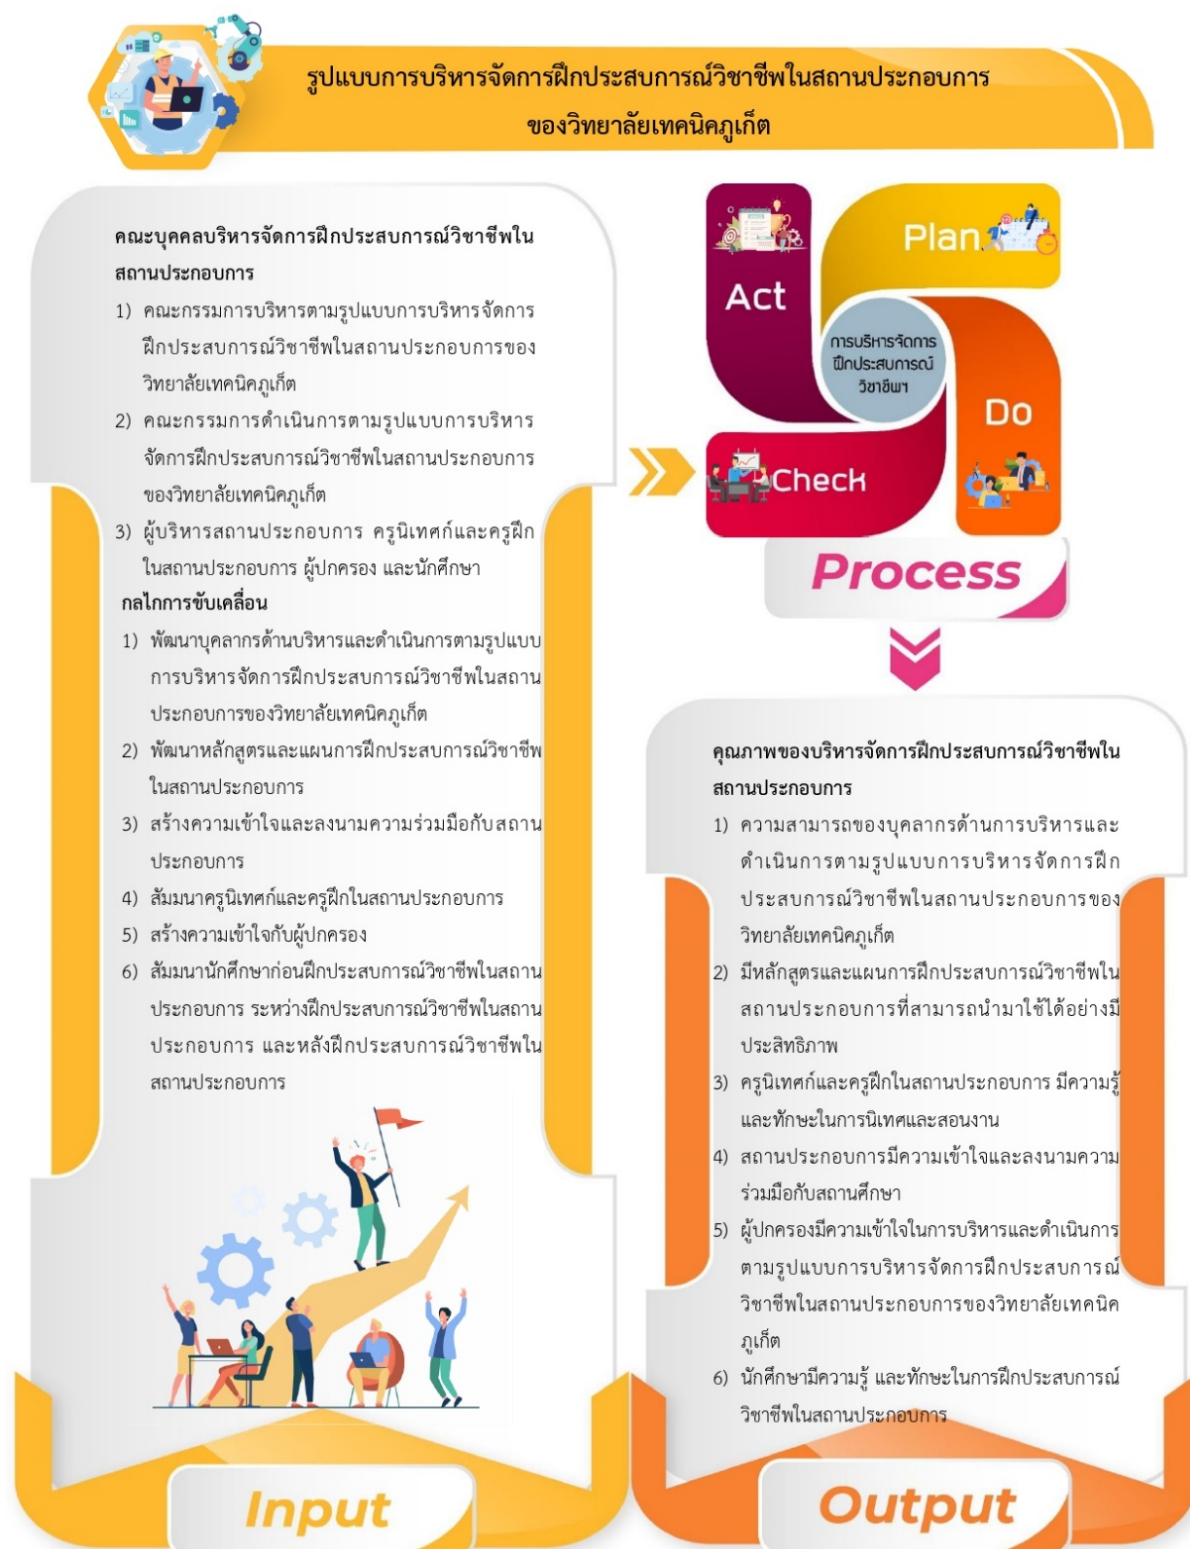 รูปแบบการบริหารจัดการฝึกประสบการณ์วิชาชีพในสถานประกอบการ
ของวิทยาลัยเทคนิคภูเก็ต
คณะบุคคลบริหารจัดการฝึกประสบการณ์วิชาชีพใน
สถานประกอบการ
1) คณะกรรมการบริหารตามรูปแบบการบริหารจัดการ
ฝึกประสบการณ์วิชาชีพในสถานประกอบการของ
วิทยาลัยเทคนิคภูเก็ต
2) คณะกรรมการดำเนินการตามรูปแบบการบริหาร
จัดการฝึกประสบการณ์วิชาชีพในสถานประกอบการ
ของวิทยาลัยเทคนิคภูเก็ต
3) ผู้บริหารสถานประกอบการ ครูนิเทศก์และครูฝึก
ในสถานประกอบการ ผู้ปกครอง และนักศึกษา
กลไกการขับเคลื่อน
1) พัฒนาบุคลากรด้านบริหารและดำเนินการตามรูปแบบ
การบริหารจัดการฝึกประสบการณ์วิชาชีพในสถาน
ประกอบการของวิทยาลัยเทคนิคภูเก็ต
2) พัฒนาหลักสูตรและแผนการฝึกประสบการณ์วิชาชีพ
ในสถานประกอบการ
3) สร้างความเข้าใจและลงนามความร่วมมือกับสถาน
ประกอบการ
4) สัมมนาครูนิเทศก์และครูฝึกในสถานประกอบการ
5) สร้างความเข้าใจกับผู้ปกครอง
6) สัมมนานักศึกษาก่อนฝึกประสบการณ์วิชาชีพในสถาน
ประกอบการ ระหว่างฝึกประสบการณ์วิชาชีพในสถาน
ประกอบการ และหลังฝึกประสบการณ์วิชาชีพใน
สถานประกอบการ
Input
Act
Plan
Do
Check
การบริหารจัดการ
ฝึกประสบการณ์
วิชาชีพฯ
Process
คุณภาพของบริหารจัดการฝึกประสบการณ์วิชาชีพใน
สถานประกอบการ
1) ความสามารถของบุคลากรด้านการบริหารและ
ดำเนินการตามรูปแบบการบริหารจัดการฝึก
ประสบการณ์วิชาชีพในสถานประกอบการของ
วิทยาลัยเทคนิคภูเก็ต
2) มีหลักสูตรและแผนการฝึกประสบการณ์วิชาชีพใน
สถานประกอบการที่สามารถนำมาใช้ได้อย่างมี
ประสิทธิภาพ
3) ครูนิเทศก์และครูฝึกในสถานประกอบการ มีความรู้
และทักษะในการนิเทศและสอนงาน
4) สถานประกอบการมีความเข้าใจและลงนามความ
ร่วมมือกับสถานศึกษา
5) ผู้ปกครองมีความเข้าใจในการบริหารและดำเนินการ
ตามรูปแบบการบริหารจัดการฝึกประสบการณ์
วิชาชีพในสถานประกอบการของวิทยาลัยเทคนิค
ภูเก็ต
6) นักศึกษามีความรู้ และทักษะในการฝึกประสบการณ์
วิชาชีพในสถานประกอบการ
Output